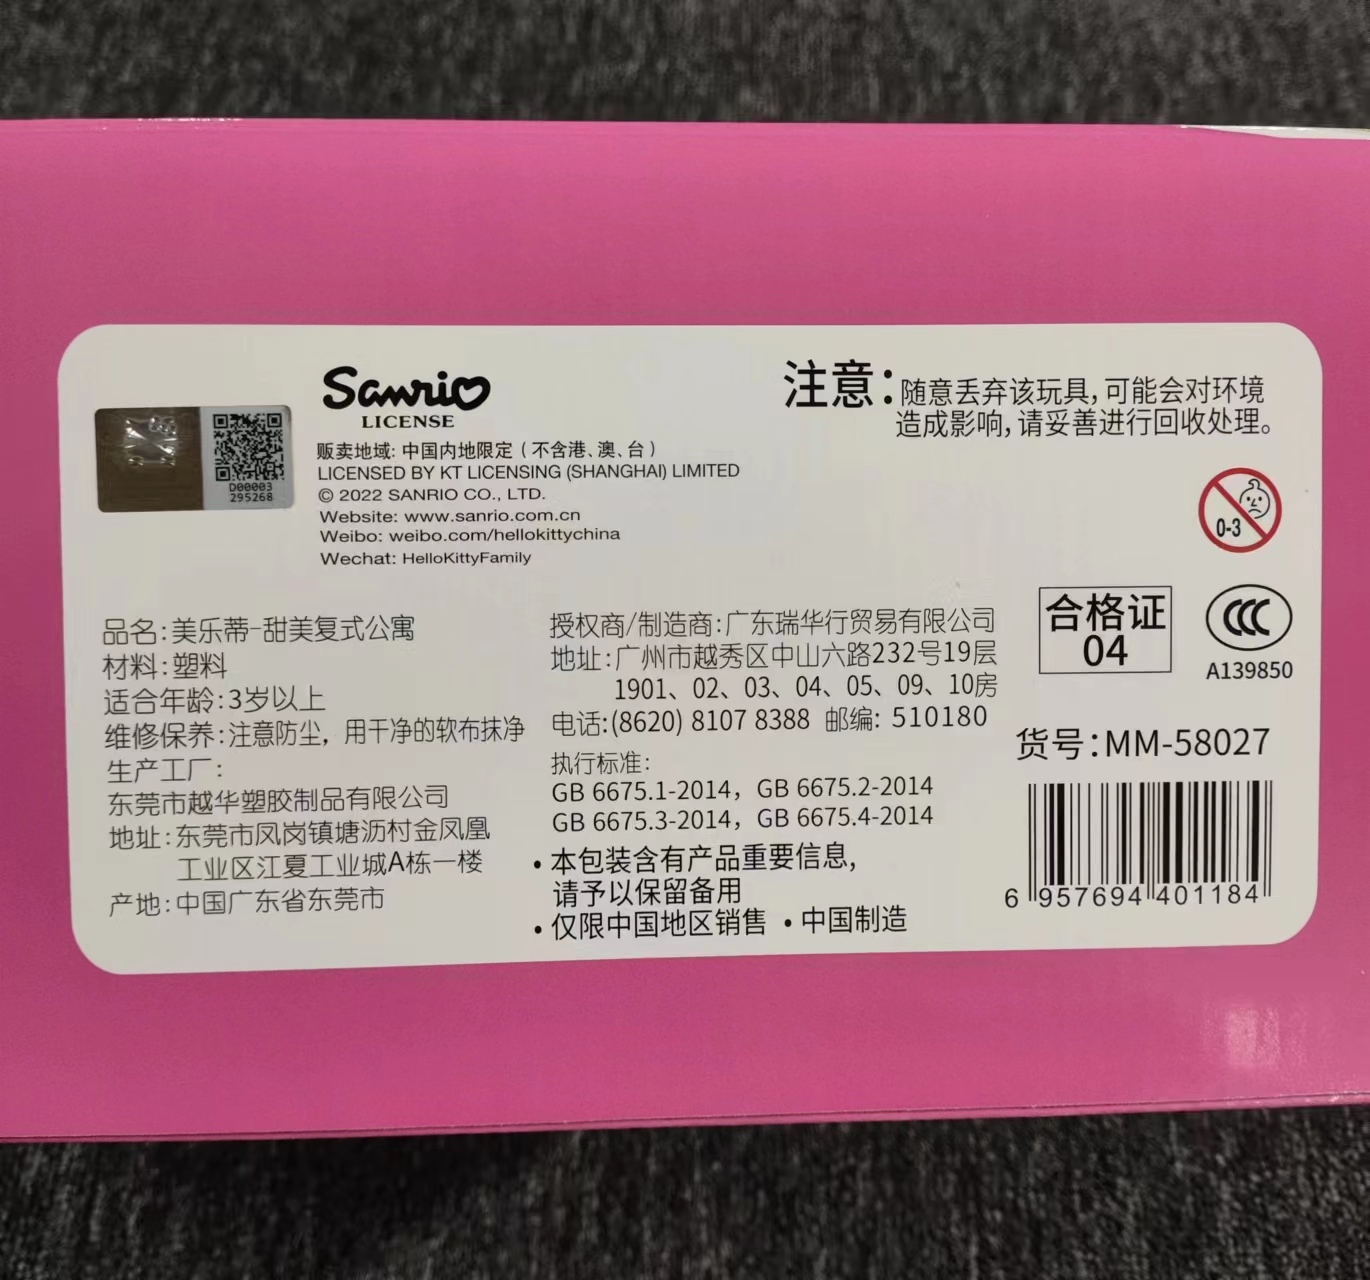 Sanrio
LICENSE
贩卖地域: 中国内地限定 ( 不含港、澳、台 )
LICENSED BY KT LICENSING (SHANGHAI) LIMITED
© 2022 SANRIO CO., LTD.
Website: www.sanrio.com.cn
Weibo: weibo.com/hellokittychina
Wechat: HelloKittyFamily
D00003
295268
注意：随意丢弃该玩具，可能会对环境
造成影响，请妥善进行回收处理。
0-3
品名：美乐蒂-甜美复式公寓
材料：塑料
适合年龄：3岁以上
维修保养：注意防尘，用干净的软布抹净
生产工厂：
东莞市越华塑胶制品有限公司
地址：东莞市凤岗镇塘沥村金凤凰
工业区江夏工业城A栋一楼
产地：中国广东省东莞市
授权商/制造商：广东瑞华行贸易有限公司
地址：广州市越秀区中山六路232号19层
1901、02、03、04、05、09、10房
电话：(8620) 8107 8388 邮编: 510180
执行标准：
GB 6675.1-2014，GB 6675.2-2014
GB 6675.3-2014，GB 6675.4-2014
• 本包装含有产品重要信息，
请予以保留备用
• 仅限中国地区销售 • 中国制造
合格证
04
CCC
A139850
货号：MM-58027
6 957694 401184